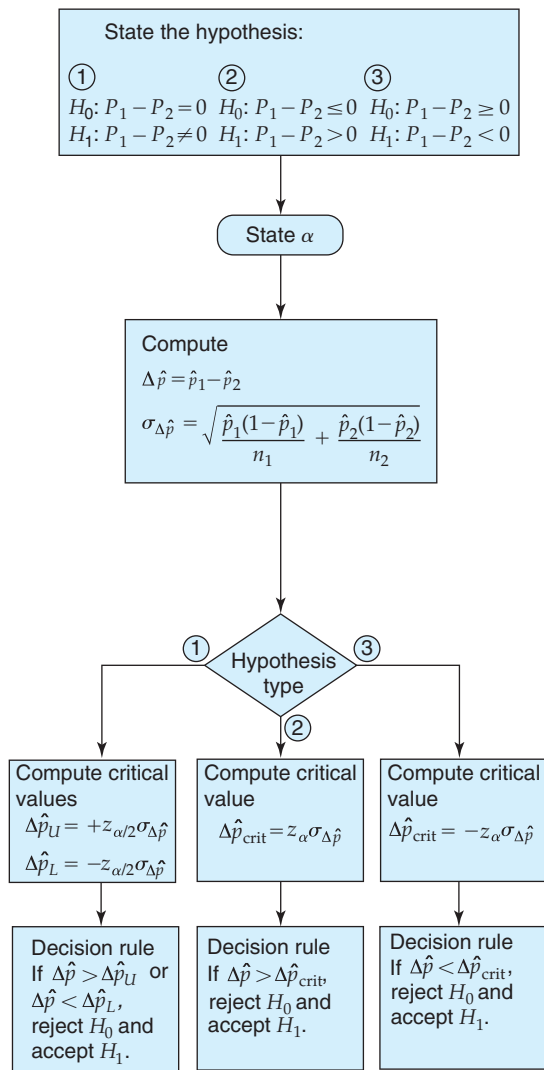 State the hypothesis:
① ② ③
H₀: P₁ − P₂ = 0 H₀: P₁ − P₂ ≤ 0 H₀: P₁ − P₂ ≥ 0
H₁: P₁ − P₂ ≠ 0 H₁: P₁ − P₂ > 0 H₁: P₁ − P₂ < 0
State α
Compute
Δp̂ = p̂₁ − p̂₂
σ_Δp̂ = √( p̂₁(1 − p̂₁)/n₁ + p̂₂(1 − p̂₂)/n₂ )
① ③
Hypothesis
type
②
Compute critical
values
Δp̂_U = +z_α/2 σ_Δp̂
Δp̂_L = −z_α/2 σ_Δp̂
Compute critical
value
Δp̂_crit = z_α σ_Δp̂
Compute critical
value
Δp̂_crit = −z_α σ_Δp̂
Decision rule
If Δp̂ > Δp̂_U or
Δp̂ < Δp̂_L,
reject H₀ and
accept H₁.
Decision rule
If Δp̂ > Δp̂_crit,
reject H₀ and
accept H₁.
Decision rule
If Δp̂ < Δp̂_crit,
reject H₀ and
accept H₁.